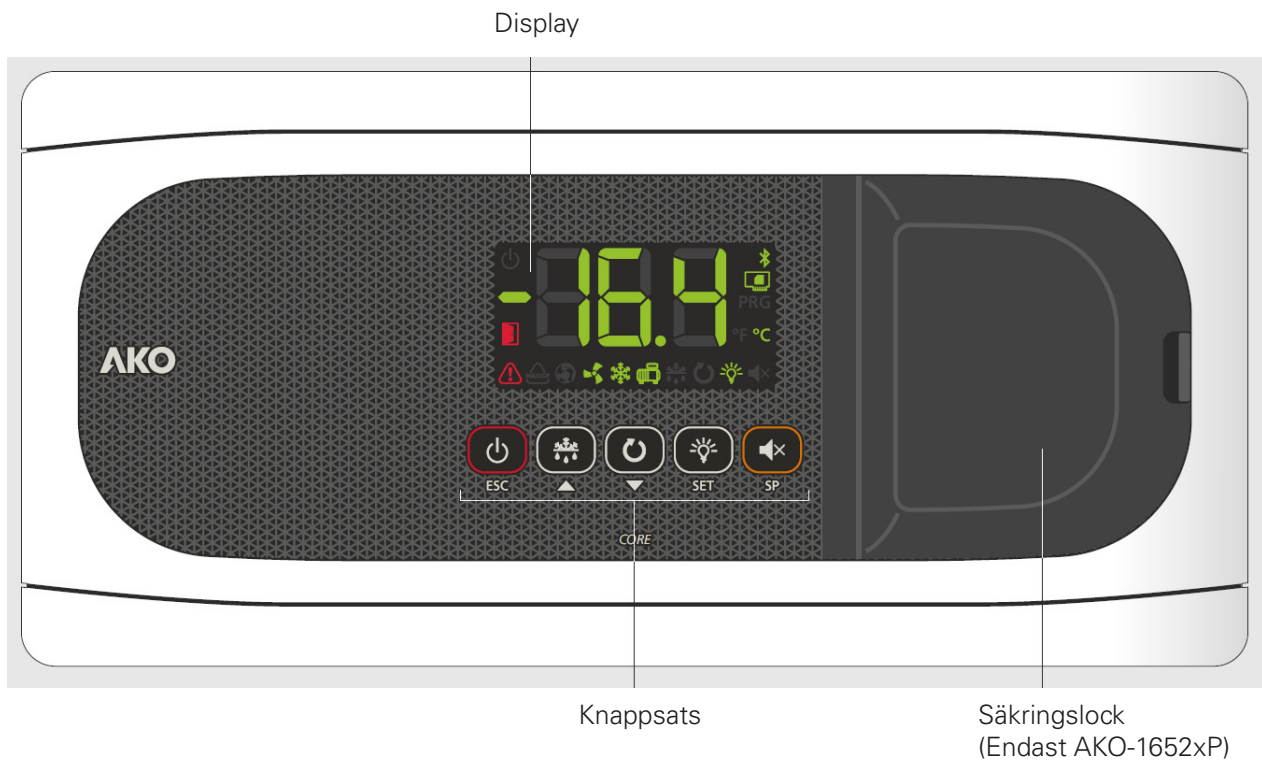 Display
-16.4
PRG
°F °C
AKO
ESC
SET
SP
CORE
Knappsats
Säkringslock
(Endast AKO-1652xP)